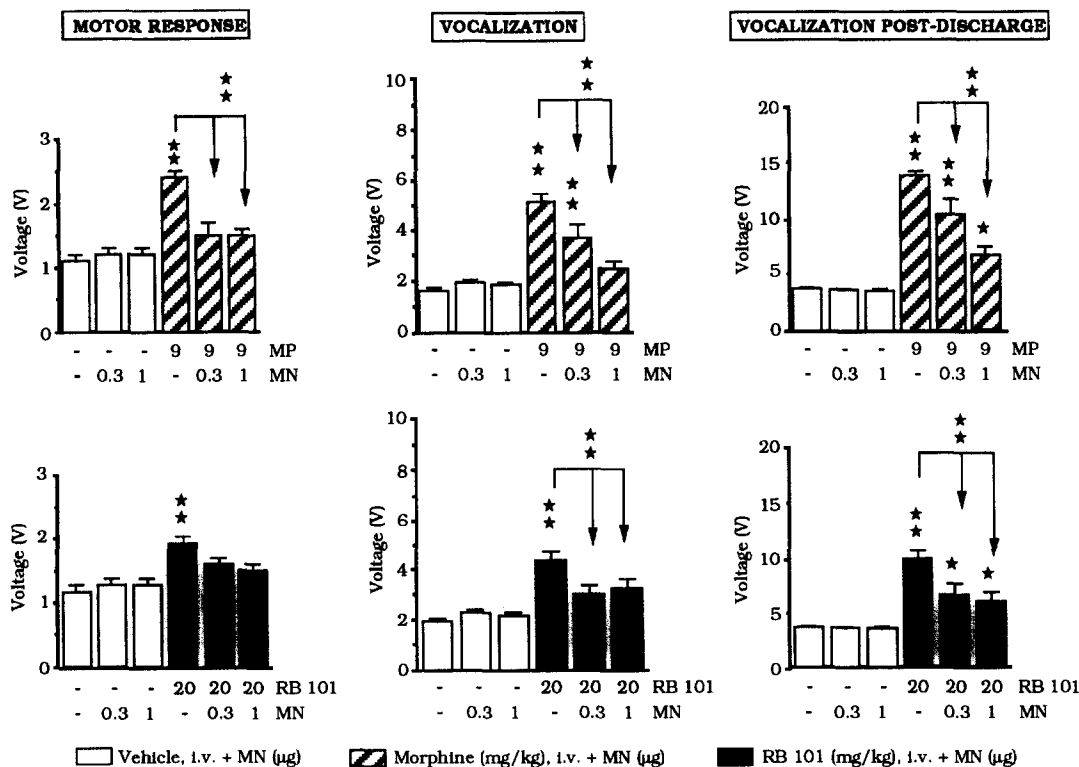 MOTOR RESPONSE
VOCALIZATION
VOCALIZATION POST-DISCHARGE
Voltage (V)
3
2
1
0
- - - 9 9 9 MP
- 0.3 1 - 0.3 1 MN
Voltage (V)
10
8
6
4
2
0
- - - 9 9 9 MP
- 0.3 1 - 0.3 1 MN
Voltage (V)
20
15
10
5
0
- - - 9 9 9 MP
- 0.3 1 - 0.3 1 MN
Voltage (V)
3
2
1
0
- - - 20 20 20 RB 101
- 0.3 1 - 0.3 1 MN
Voltage (V)
10
8
6
4
2
0
- - - 20 20 20 RB 101
- 0.3 1 - 0.3 1 MN
Voltage (V)
20
15
10
5
0
- - - 20 20 20 RB 101
- 0.3 1 - 0.3 1 MN
Vehicle, i.v. + MN (µg)
Morphine (mg/kg), i.v. + MN (µg)
RB 101 (mg/kg), i.v. + MN (µg)